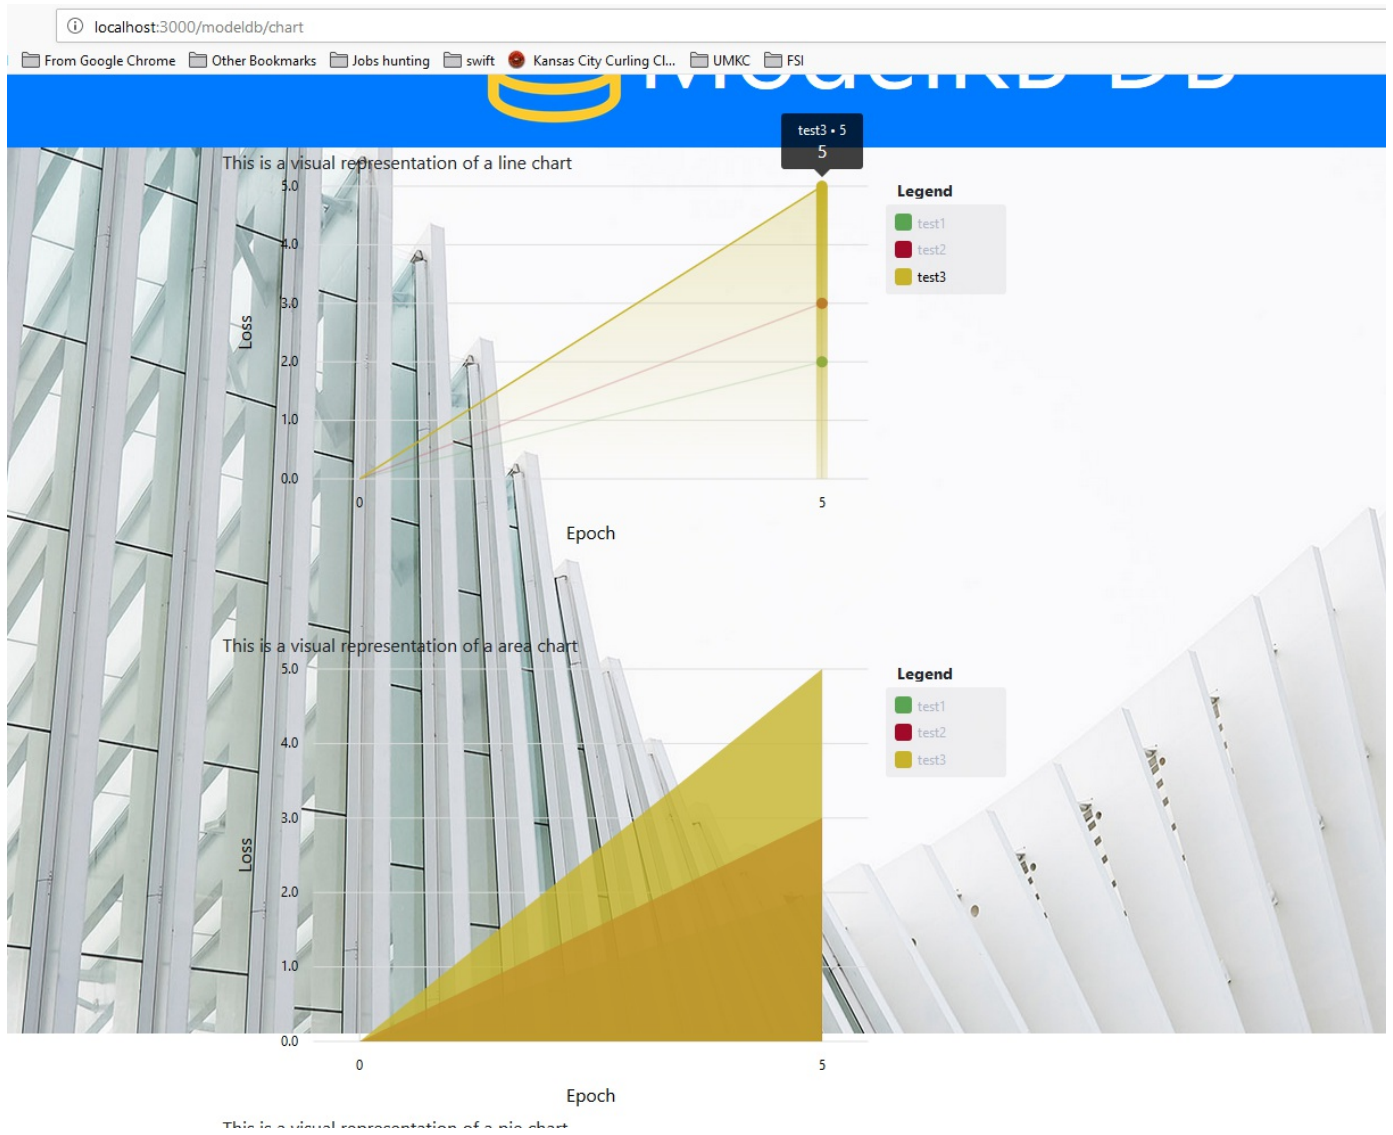 localhost:3000/modeldb/chart
From Google Chrome Other Bookmarks Jobs hunting swift Kansas City Curling Cl... UMKC FSI
ModelKB DB
test3 • 5
5
This is a visual representation of a line chart
5.0
4.0
3.0
2.0
1.0
0.0
Loss
0 5
Epoch
Legend
test1
test2
test3
This is a visual representation of a area chart
5.0
4.0
3.0
2.0
1.0
0.0
Loss
0 5
Epoch
Legend
test1
test2
test3
This is a visual representation of a pie chart